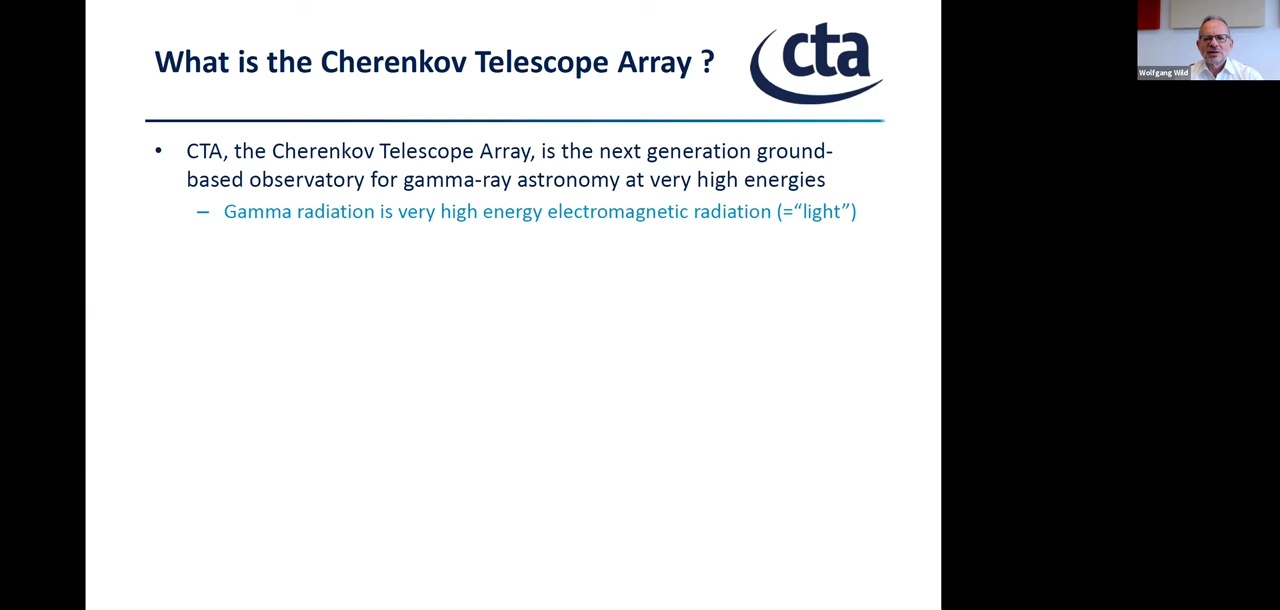 What is the Cherenkov Telescope Array ?
cta
• CTA, the Cherenkov Telescope Array, is the next generation ground-
based observatory for gamma-ray astronomy at very high energies
– Gamma radiation is very high energy electromagnetic radiation (=“light”)
Wolfgang Wild